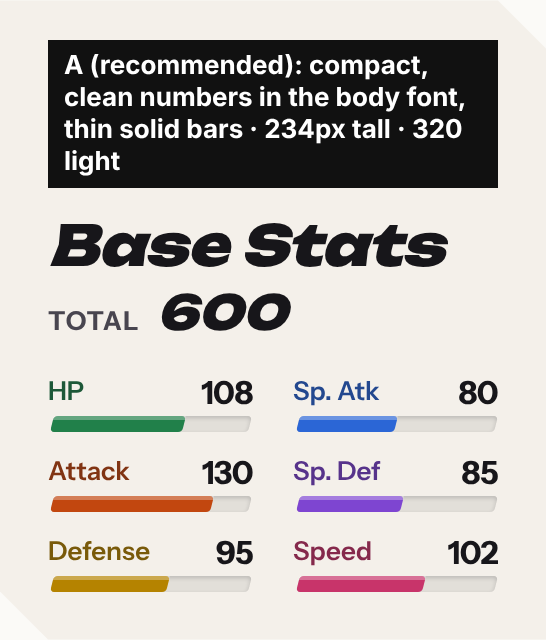 A (recommended): compact,
clean numbers in the body font,
thin solid bars · 234px tall · 320
light
Base Stats
TOTAL 600
HP 108
Sp. Atk 80
Attack 130
Sp. Def 85
Defense 95
Speed 102